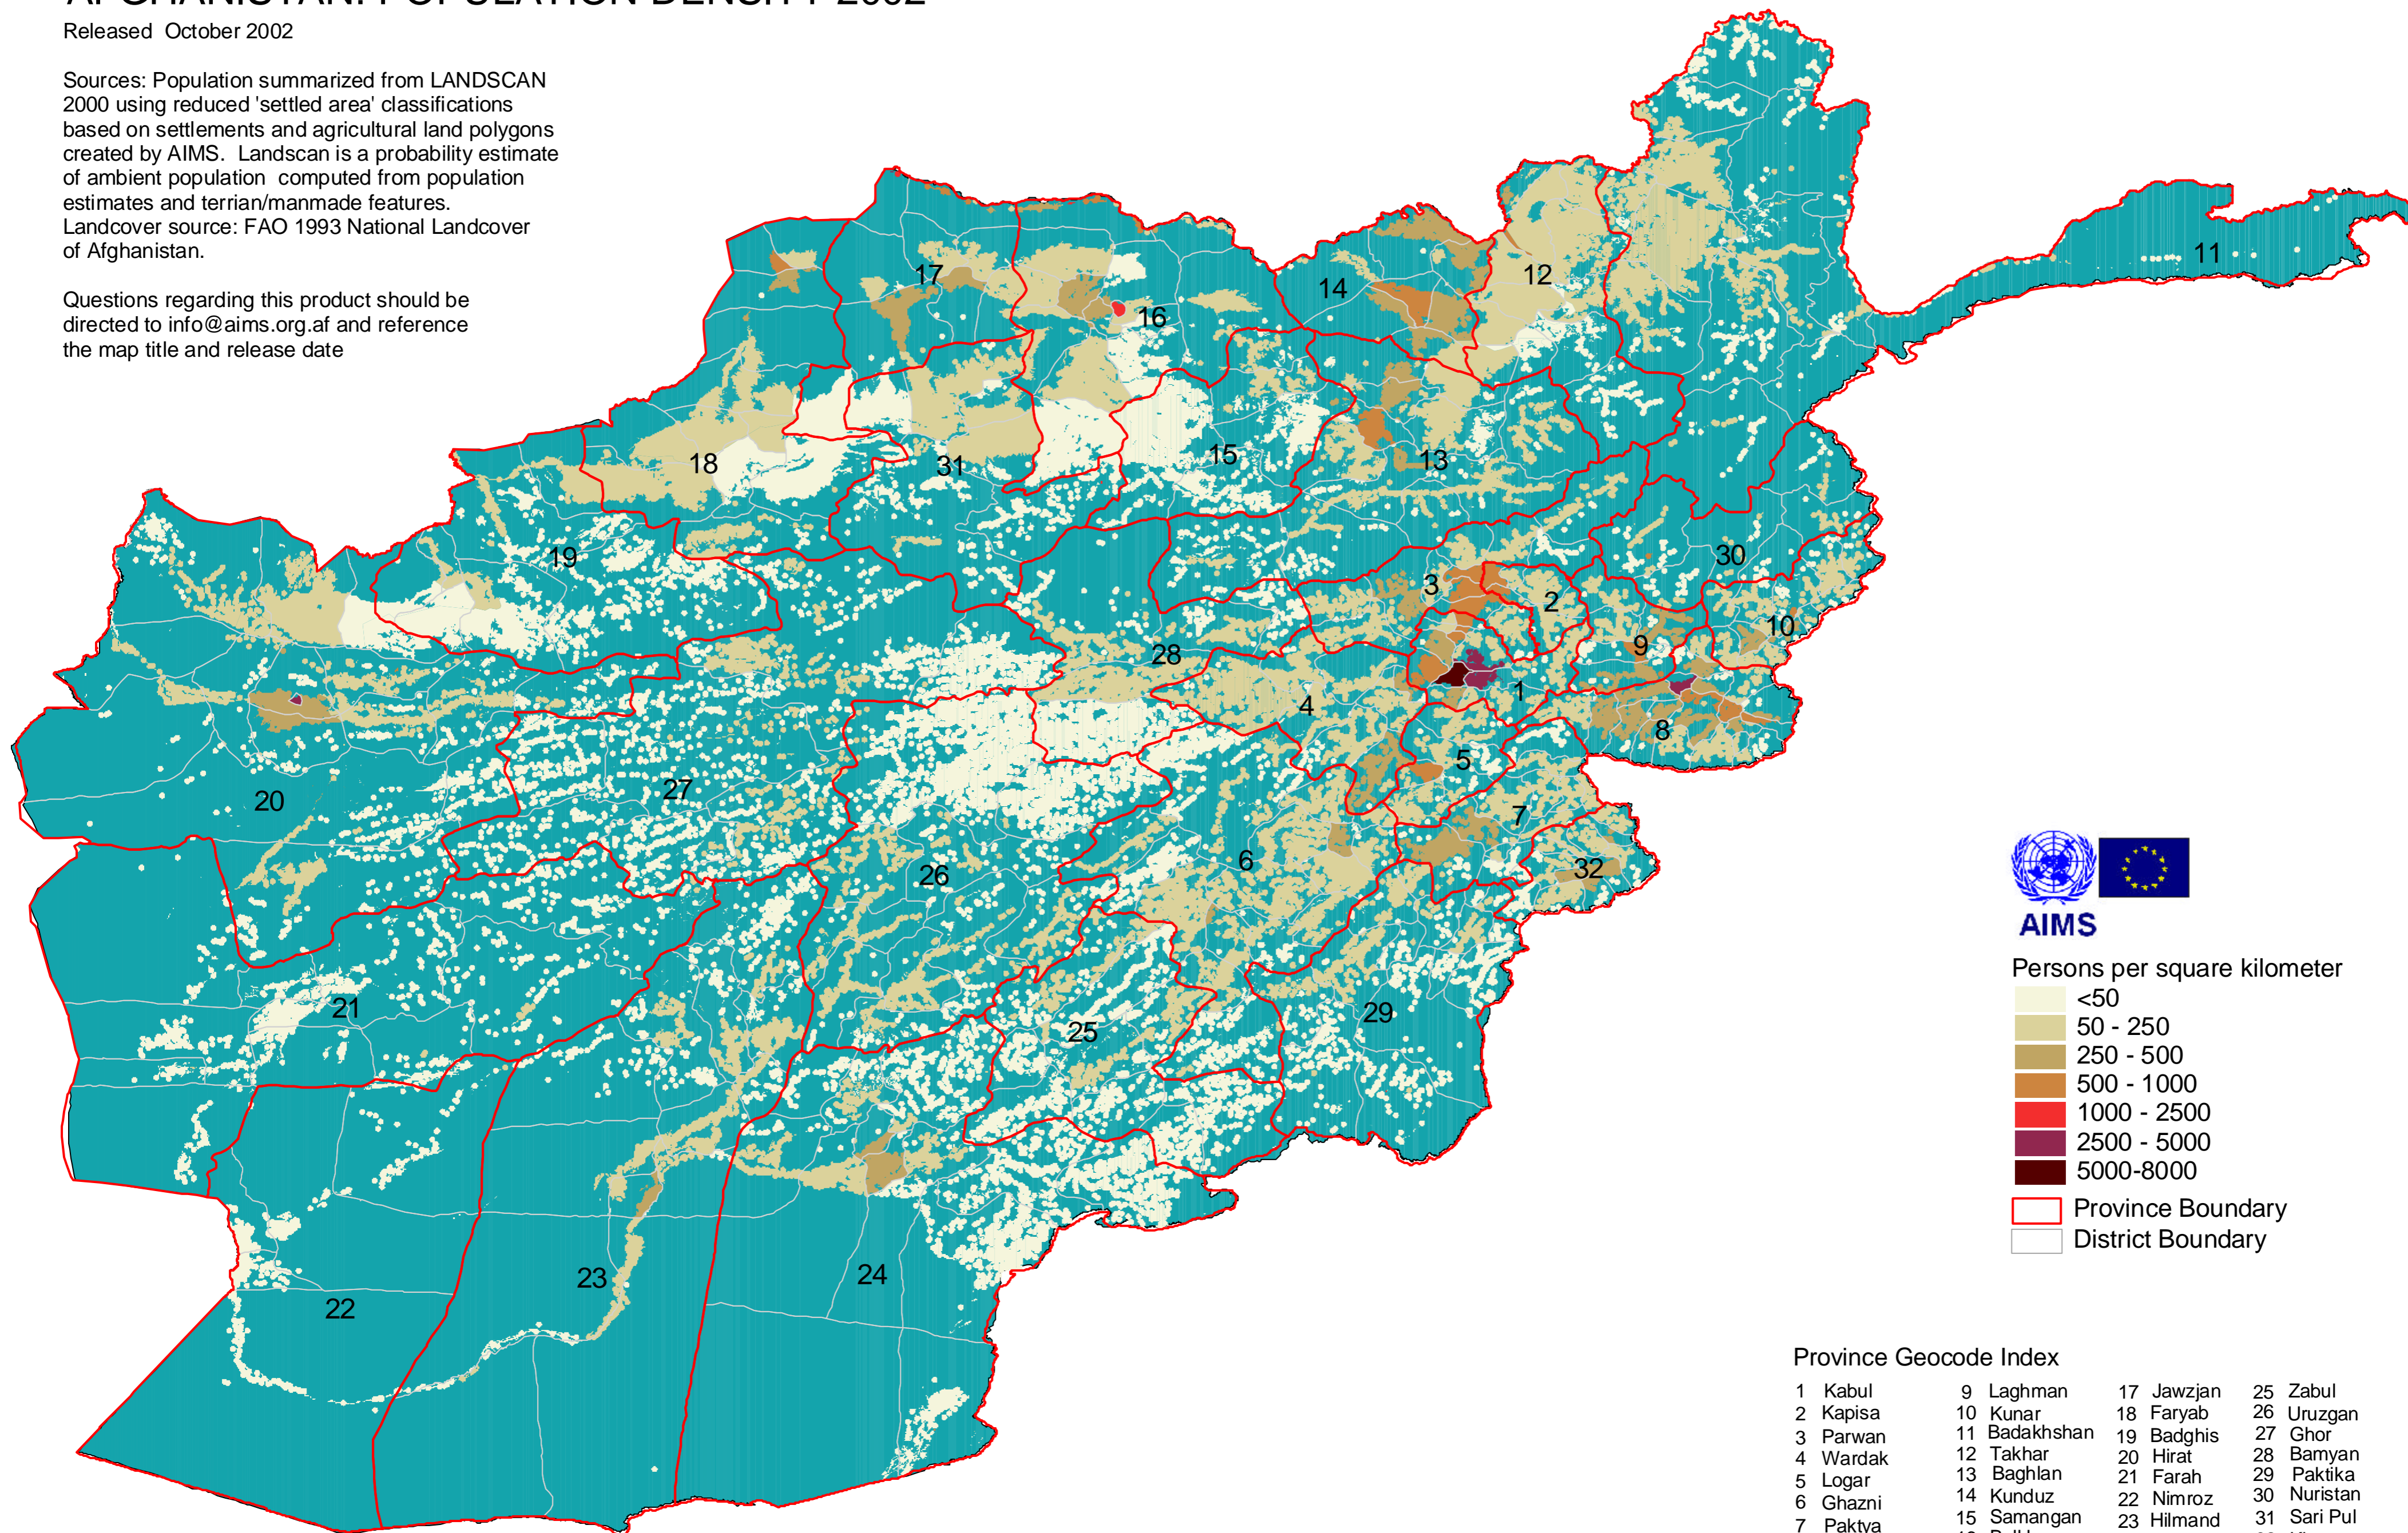 AFGHANISTAN: POPULATION DENSITY 2002
Released October 2002
Sources: Population summarized from LANDSCAN
2000 using reduced 'settled area' classifications
based on settlements and agricultural land polygons
created by AIMS. Landscan is a probability estimate
of ambient population computed from population
estimates and terrian/manmade features.
Landcover source: FAO 1993 National Landcover
of Afghanistan.
Questions regarding this product should be
directed to info@aims.org.af and reference
the map title and release date
11
17
12
14
16
18
31
15
13
19
30
3
2
10
9
28
1
4
8
5
27
20
7
6
32
26
21
29
25
23
24
22
AIMS
Persons per square kilometer
<50
50 - 250
250 - 500
500 - 1000
1000 - 2500
2500 - 5000
5000-8000
Province Boundary
District Boundary
Province Geocode Index
1 Kabul 9 Laghman 17 Jawzjan 25 Zabul
2 Kapisa 10 Kunar 18 Faryab 26 Uruzgan
3 Parwan 11 Badakhshan 19 Badghis 27 Ghor
4 Wardak 12 Takhar 20 Hirat 28 Bamyan
5 Logar 13 Baghlan 21 Farah 29 Paktika
6 Ghazni 14 Kunduz 22 Nimroz 30 Nuristan
7 Paktya 15 Samangan 23 Hilmand 31 Sari Pul